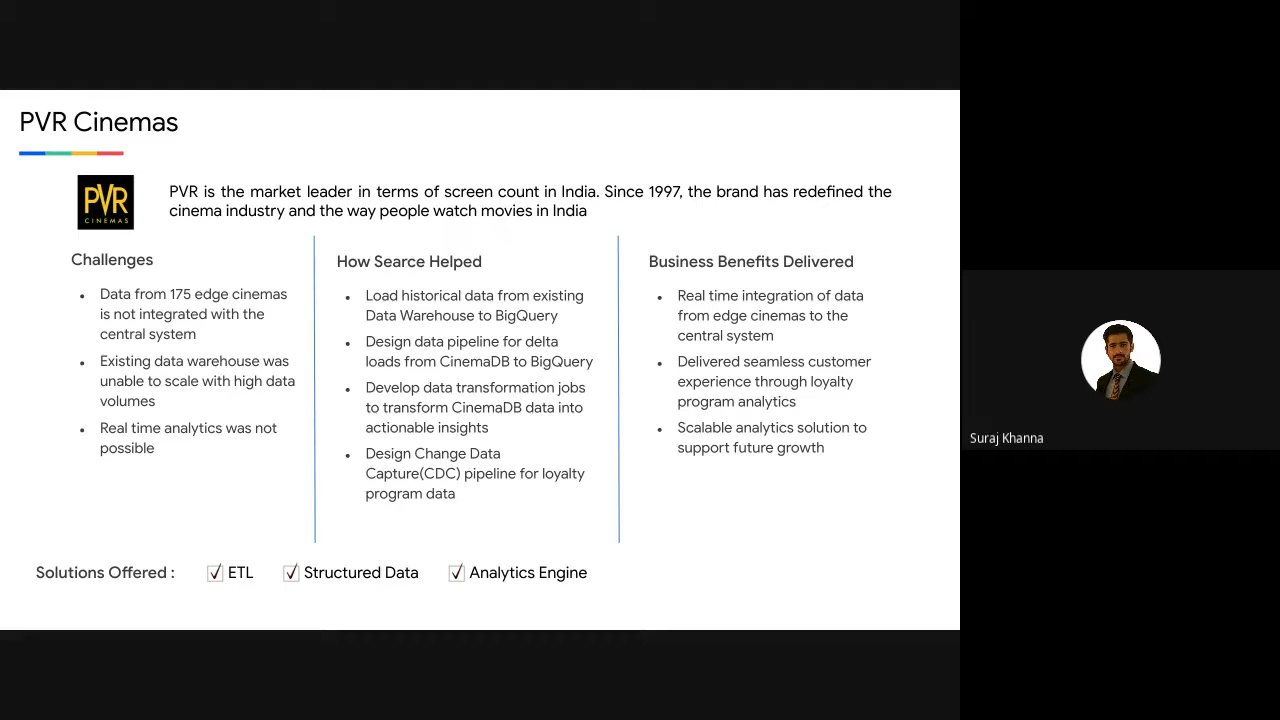 PVR Cinemas
PVR
CINEMAS
PVR is the market leader in terms of screen count in India. Since 1997, the brand has redefined the
cinema industry and the way people watch movies in India
Challenges
• Data from 175 edge cinemas
is not integrated with the
central system
• Existing data warehouse was
unable to scale with high data
volumes
• Real time analytics was not
possible
How Searce Helped
• Load historical data from existing
Data Warehouse to BigQuery
• Design data pipeline for delta
loads from CinemaDB to BigQuery
• Develop data transformation jobs
to transform CinemaDB data into
actionable insights
• Design Change Data
Capture(CDC) pipeline for loyalty
program data
Business Benefits Delivered
• Real time integration of data
from edge cinemas to the
central system
• Delivered seamless customer
experience through loyalty
program analytics
• Scalable analytics solution to
support future growth
Solutions Offered : ☑ ETL ☑ Structured Data ☑ Analytics Engine
Suraj Khanna